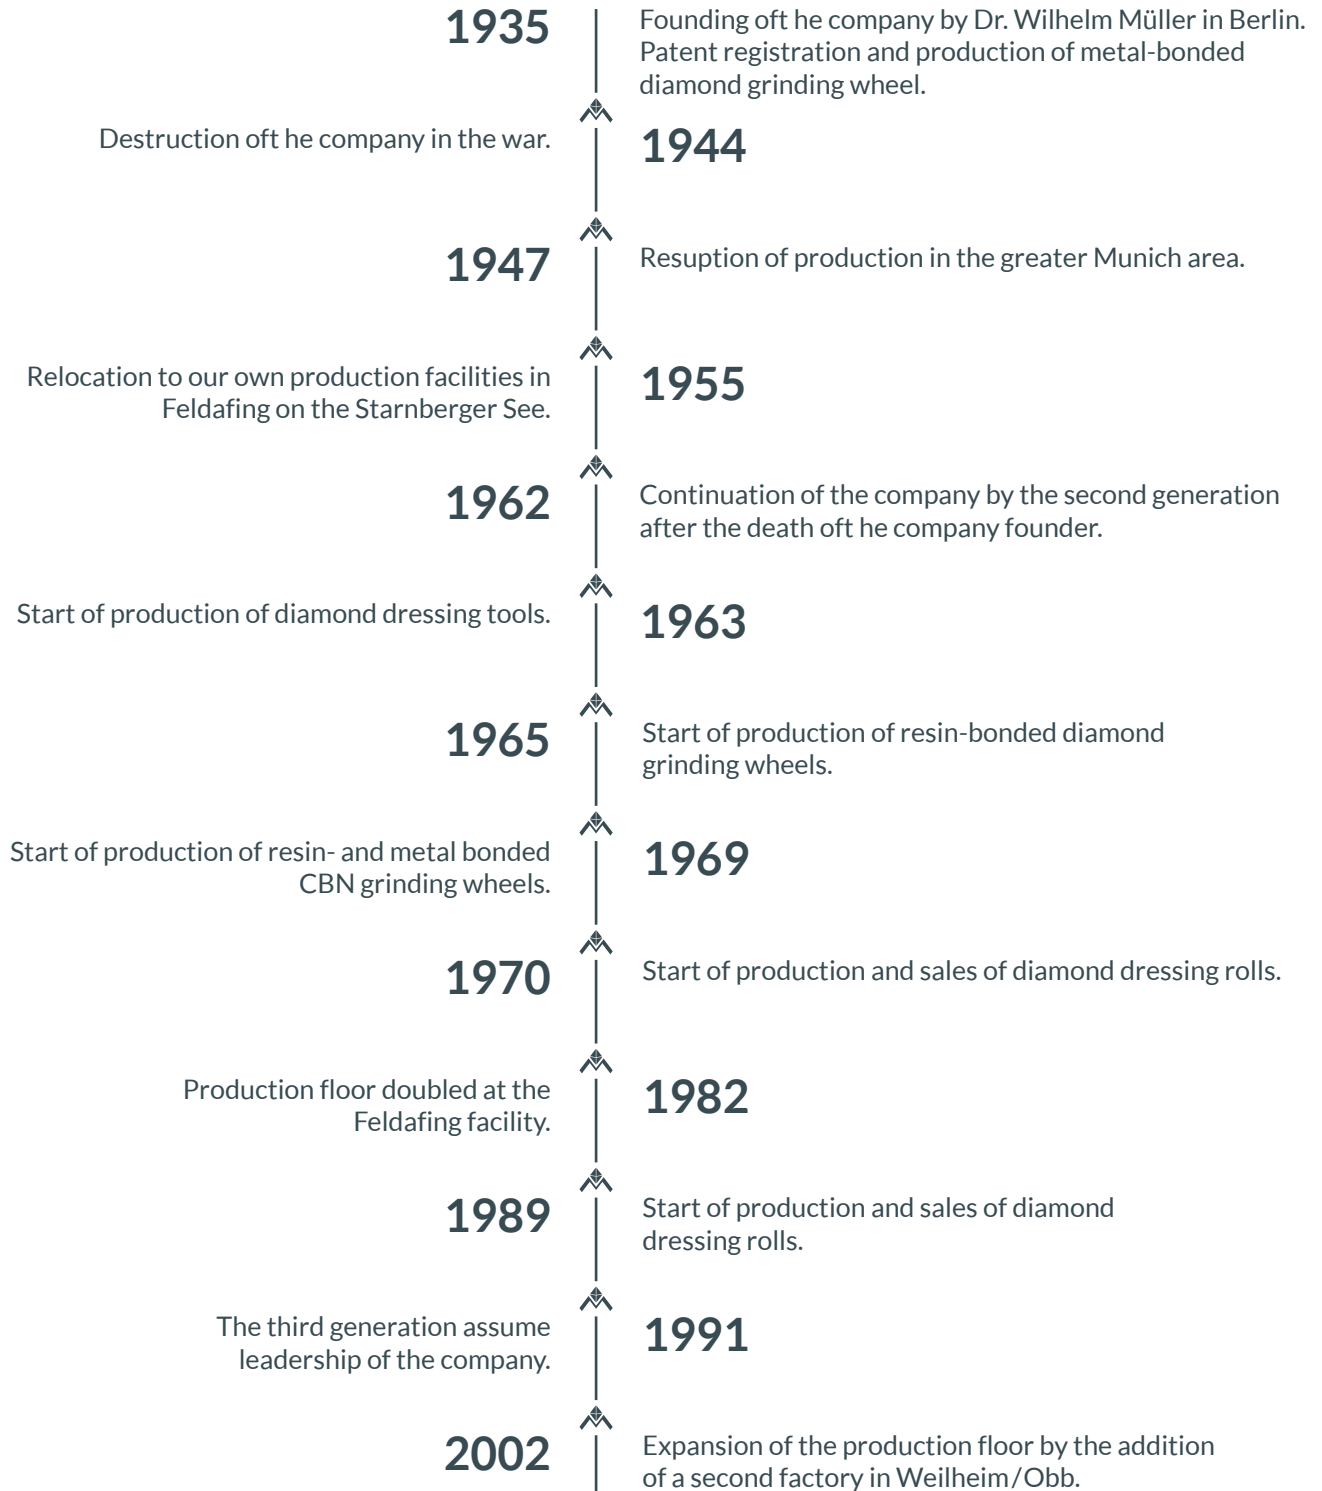 1935
Founding oft he company by Dr. Wilhelm Müller in Berlin.
Patent registration and production of metal-bonded
diamond grinding wheel.
Destruction oft he company in the war.
1944
1947
Resuption of production in the greater Munich area.
Relocation to our own production facilities in
Feldafing on the Starnberger See.
1955
1962
Continuation of the company by the second generation
after the death oft he company founder.
Start of production of diamond dressing tools.
1963
1965
Start of production of resin-bonded diamond
grinding wheels.
Start of production of resin- and metal bonded
CBN grinding wheels.
1969
1970
Start of production and sales of diamond dressing rolls.
Production floor doubled at the
Feldafing facility.
1982
1989
Start of production and sales of diamond
dressing rolls.
The third generation assume
leadership of the company.
1991
2002
Expansion of the production floor by the addition
of a second factory in Weilheim/Obb.